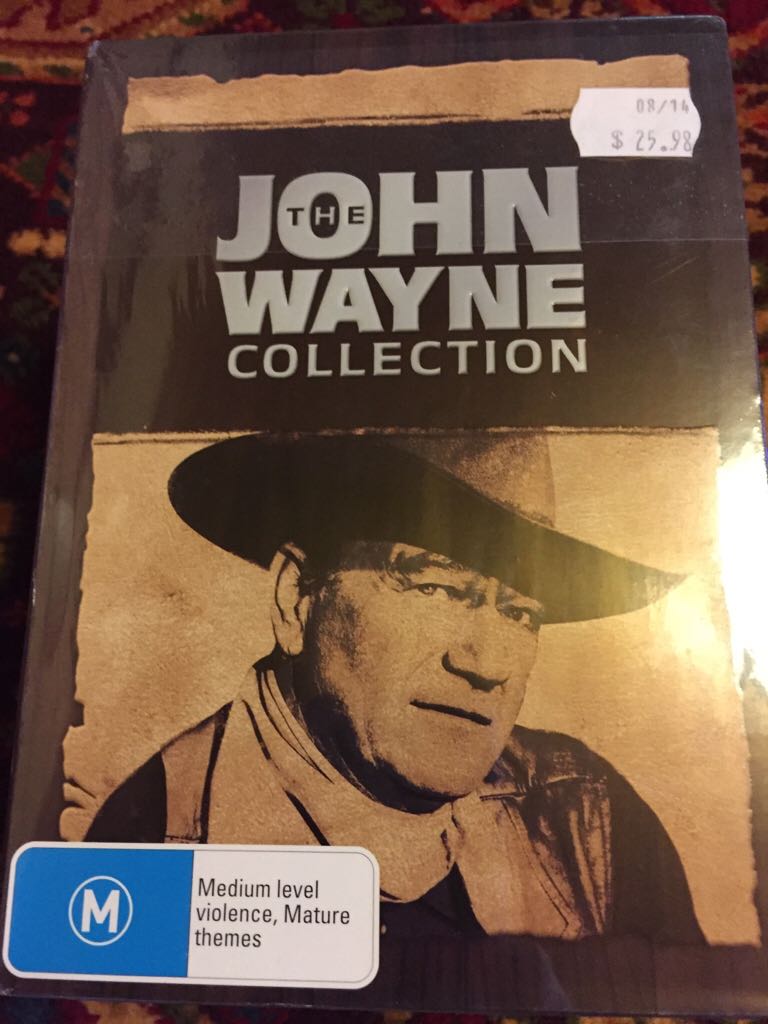 08/14
$ 25.98
THE
JOHN
WAYNE
COLLECTION
M
Medium level
violence, Mature
themes